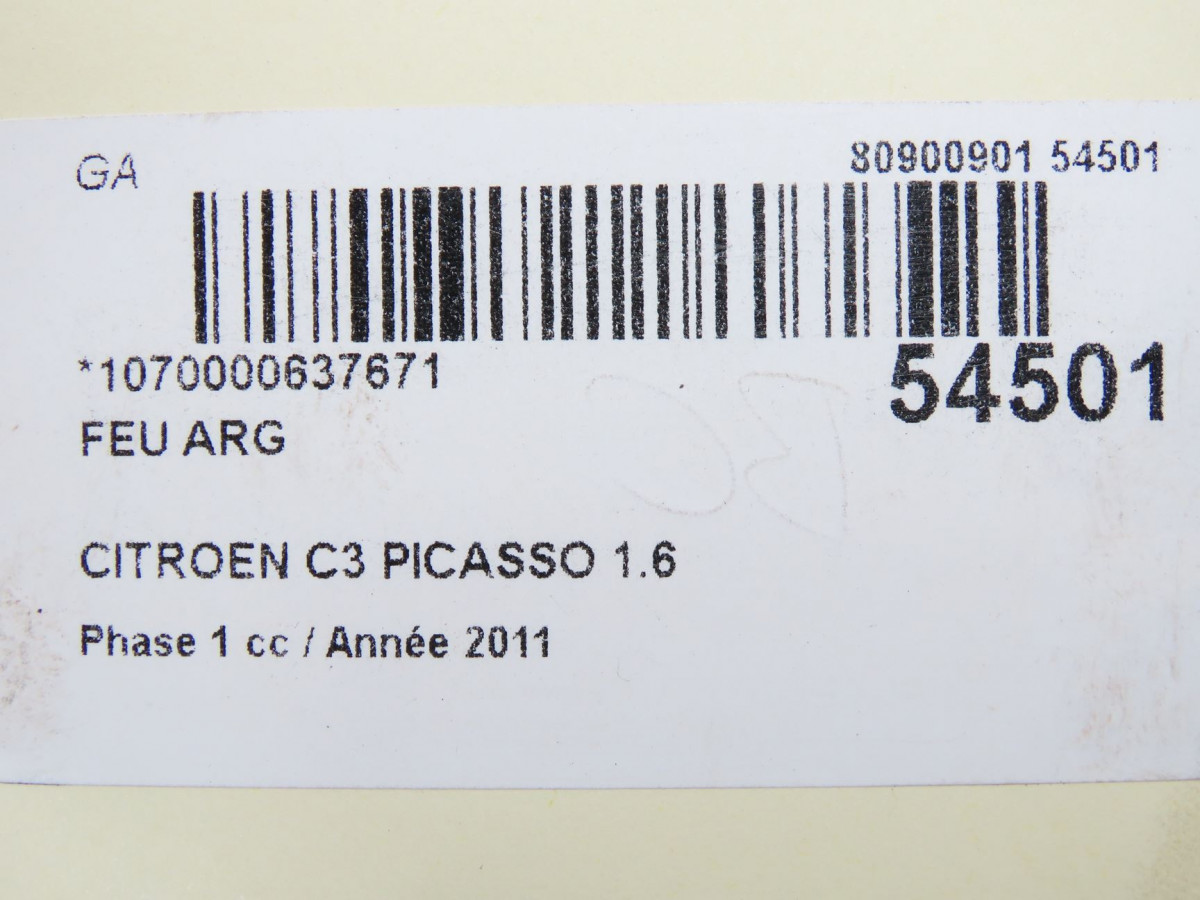 GA
80900901 54501
*1070000637671
54501
FEU ARG
CITROEN C3 PICASSO 1.6
Phase 1 cc / Année 2011